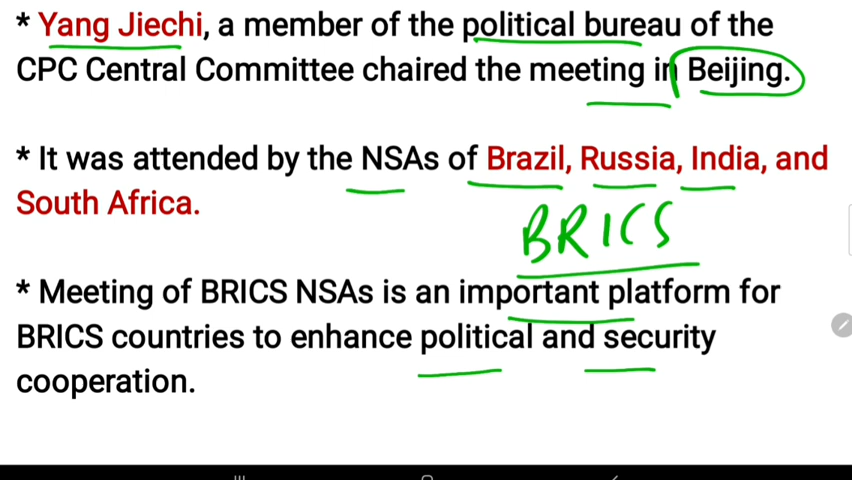 * Yang Jiechi, a member of the political bureau of the
CPC Central Committee chaired the meeting in Beijing.
* It was attended by the NSAs of Brazil, Russia, India, and
South Africa.
BRICS
* Meeting of BRICS NSAs is an important platform for
BRICS countries to enhance political and security
cooperation.